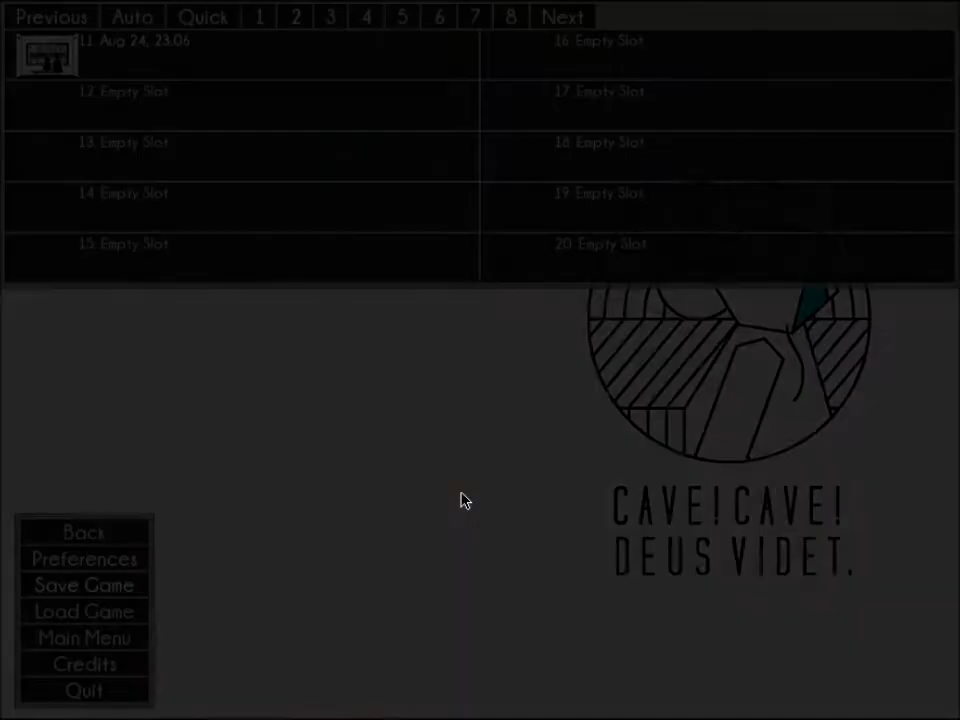 Previous Auto Quick 1 2 3 4 5 6 7 8 Next
11. Aug 24, 23:06
12. Empty Slot
13. Empty Slot
14. Empty Slot
15. Empty Slot
16. Empty Slot
17. Empty Slot
18. Empty Slot
19. Empty Slot
20. Empty Slot
CAVE! CAVE!
DEUS VIDET.
Back
Preferences
Save Game
Load Game
Main Menu
Credits
Quit